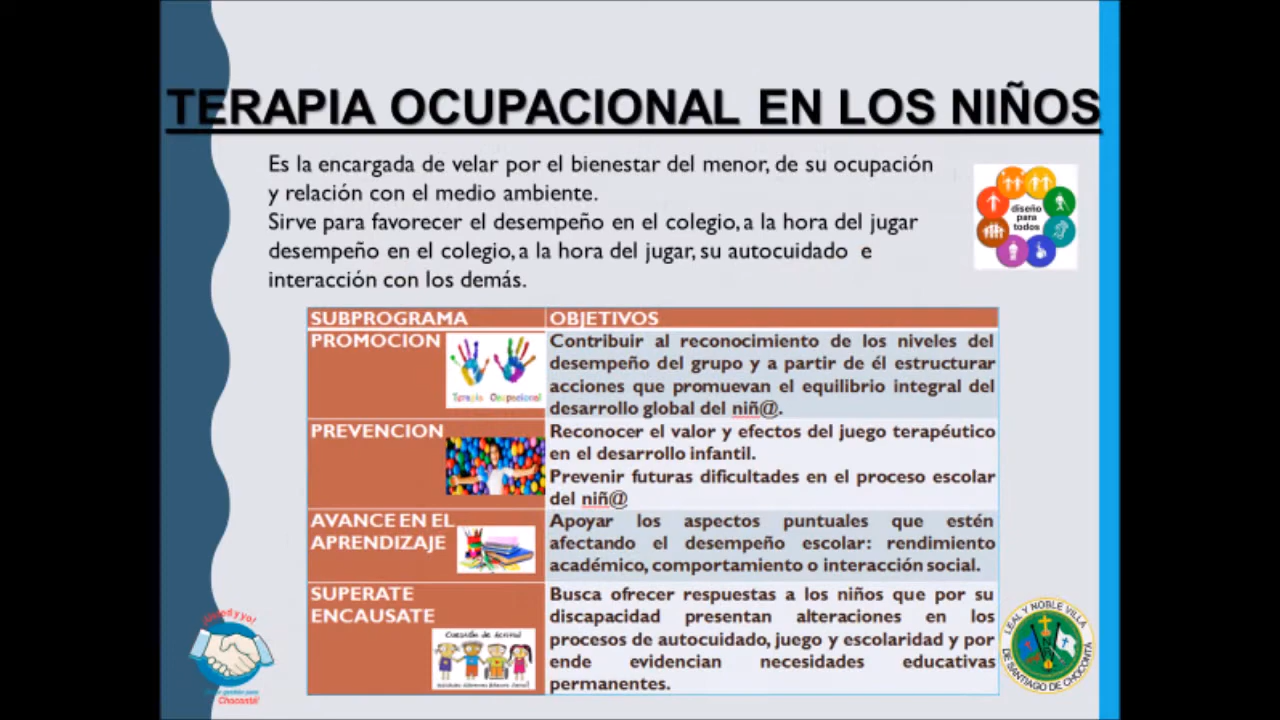 TERAPIA OCUPACIONAL EN LOS NIÑOS
Es la encargada de velar por el bienestar del menor, de su ocupación
y relación con el medio ambiente.
Sirve para favorecer el desempeño en el colegio, a la hora del jugar
desempeño en el colegio, a la hora del jugar, su autocuidado e
interacción con los demás.
diseño
para
todos
SUBPROGRAMA
OBJETIVOS
PROMOCION
Terapia Ocupacional
Contribuir al reconocimiento de los niveles del
desempeño del grupo y a partir de él estructurar
acciones que promuevan el equilibrio integral del
desarrollo global del niñ@.
PREVENCION
Reconocer el valor y efectos del juego terapéutico
en el desarrollo infantil.
Prevenir futuras dificultades en el proceso escolar
del niñ@
AVANCE EN EL
APRENDIZAJE
Apoyar los aspectos puntuales que estén
afectando el desempeño escolar: rendimiento
académico, comportamiento o interacción social.
SUPERATE
ENCAUSATE
Cuestión de Actitud
Busca ofrecer respuestas a los niños que por su
discapacidad presentan alteraciones en los
procesos de autocuidado, juego y escolaridad y por
ende evidencian necesidades educativas
permanentes.
y yo!
Chocontá!
LEAL Y NOBLE VILLA
DE SANTIAGO DE CHOCONTÁ